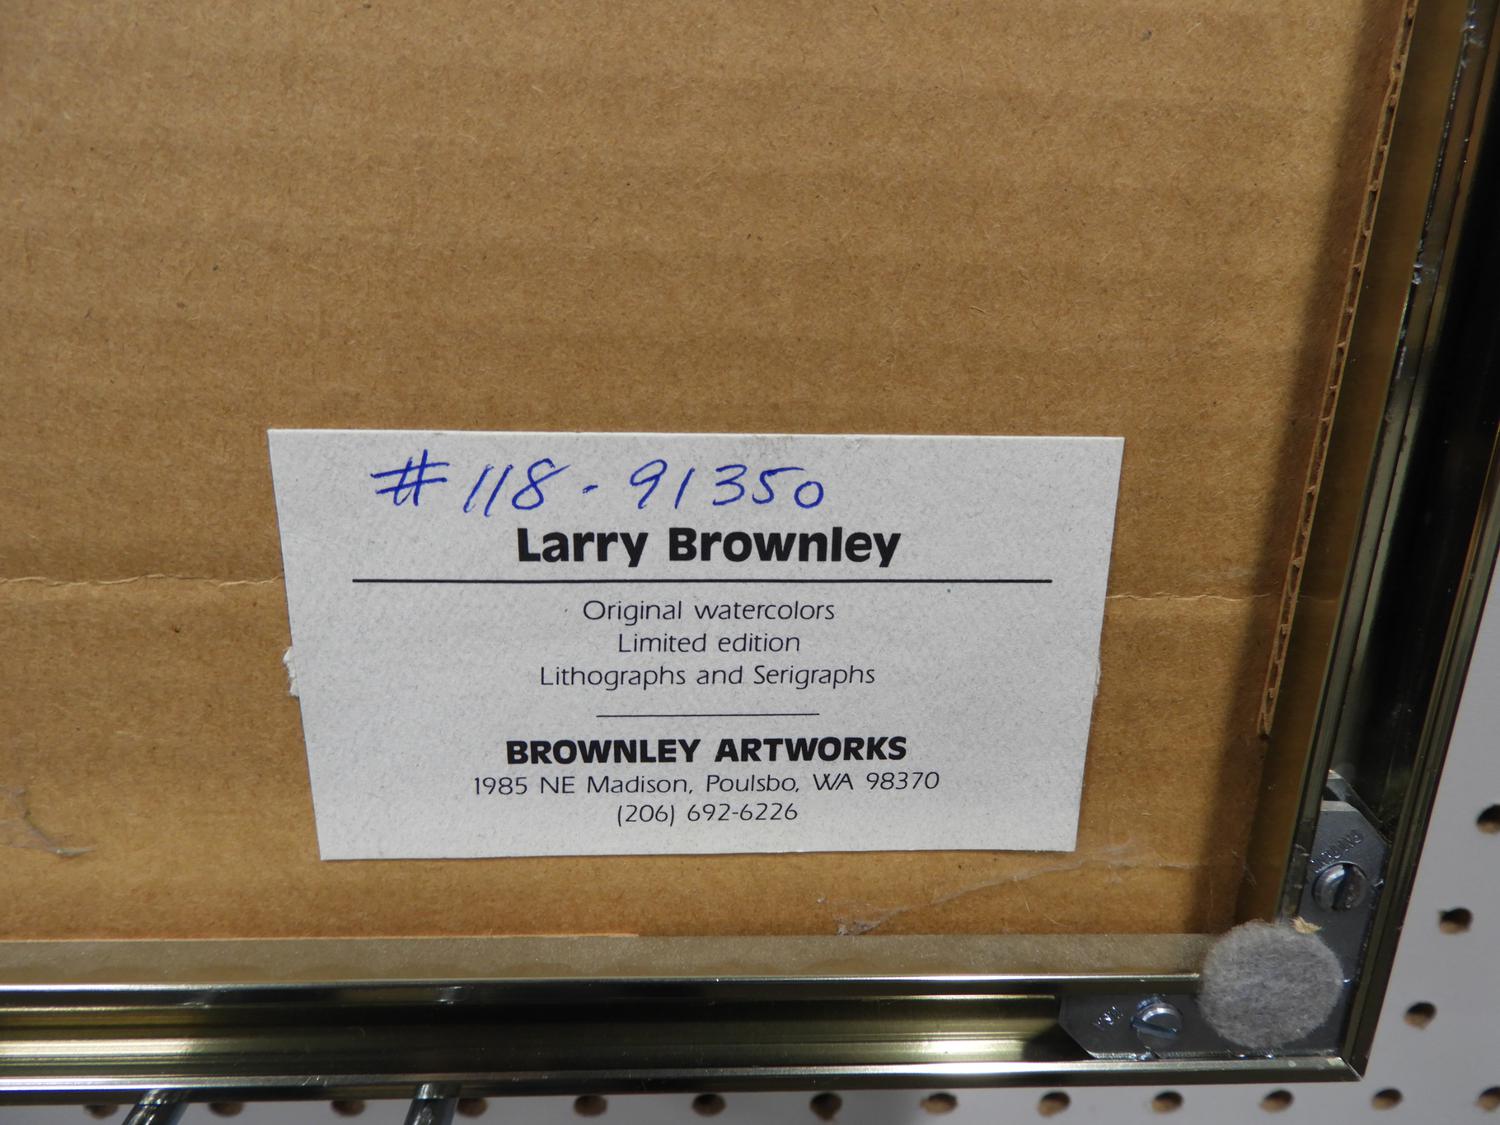 #118-91350
Larry Brownley
Original watercolors
Limited edition
Lithographs and Serigraphs
BROWNLEY ARTWORKS
1985 NE Madison, Poulsbo, WA 98370
(206) 692-6226